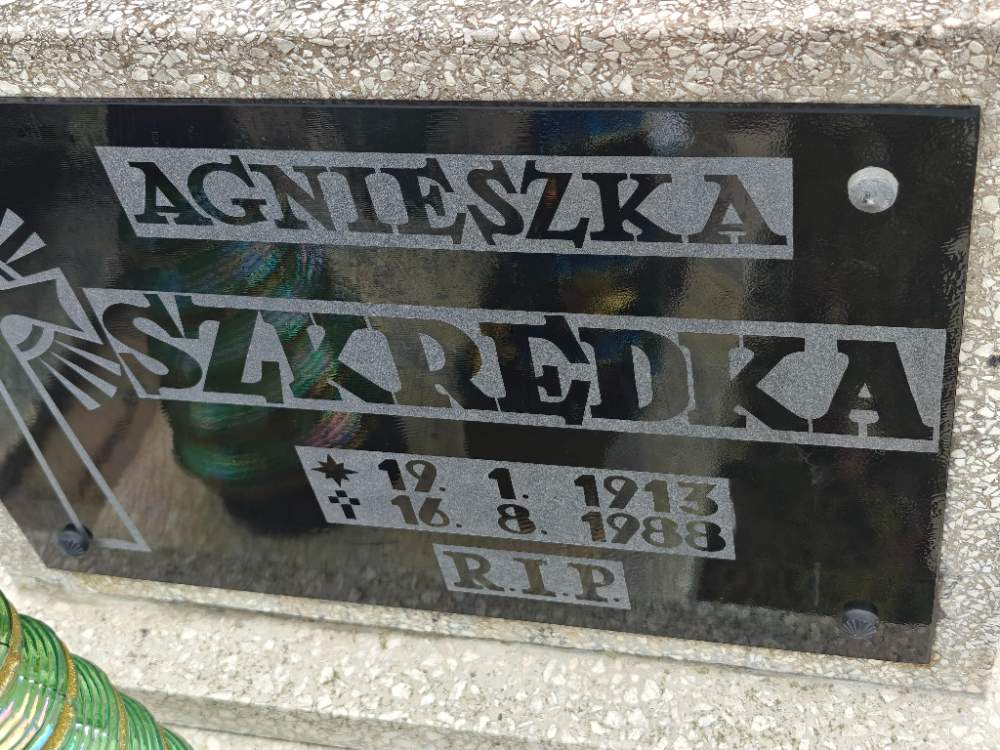 AGNIESZKA
SZKREDKA
19. 1. 1913
16. 8. 1988
R.I.P.